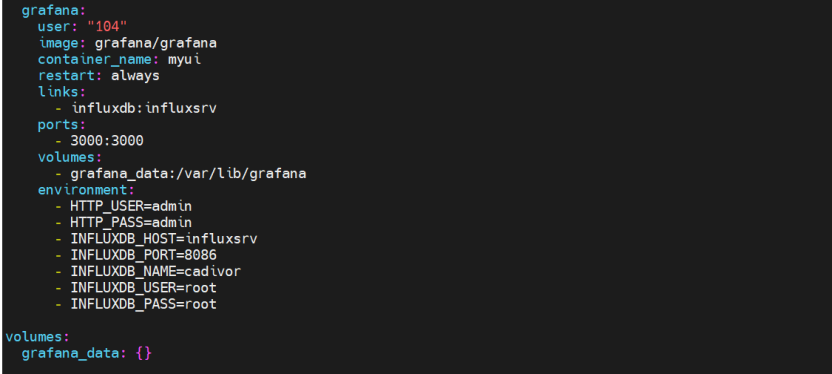 grafana:
user: "104"
image: grafana/grafana
container_name: myui
restart: always
links:
- influxdb:influxsrv
ports:
- 3000:3000
volumes:
- grafana_data:/var/lib/grafana
environment:
- HTTP_USER=admin
- HTTP_PASS=admin
- INFLUXDB_HOST=influxsrv
- INFLUXDB_PORT=8086
- INFLUXDB_NAME=cadivor
- INFLUXDB_USER=root
- INFLUXDB_PASS=root
volumes:
grafana_data: {}